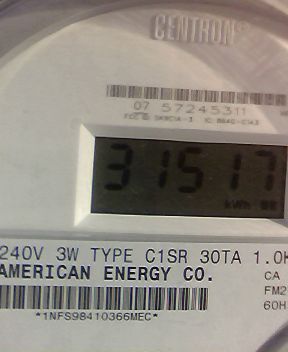 CENTRON®
07 57245311
31517
kWh
240V 3W TYPE C1SR 30TA 1.0K
AMERICAN ENERGY CO.
CA
FM2
60H
*1NFS98410366MEC*